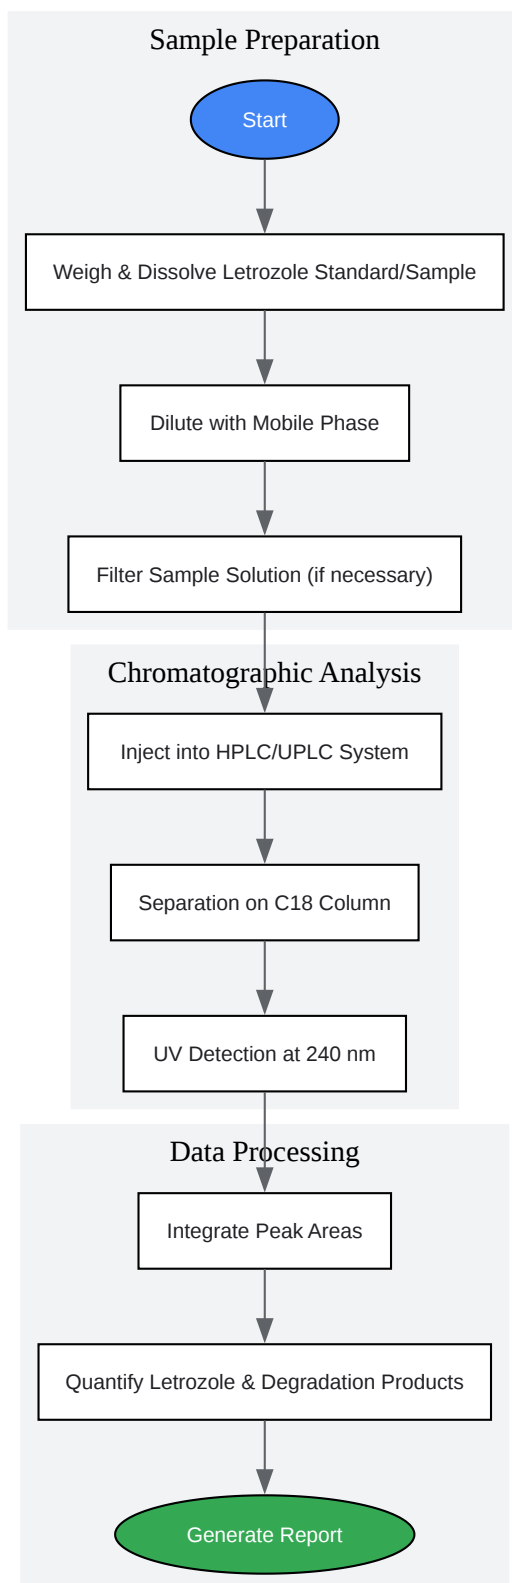 Sample Preparation
Start
Weigh & Dissolve Letrozole Standard/Sample
Dilute with Mobile Phase
Filter Sample Solution (if necessary)
Chromatographic Analysis
Inject into HPLC/UPLC System
Separation on C18 Column
UV Detection at 240 nm
Data Processing
Integrate Peak Areas
Quantify Letrozole & Degradation Products
Generate Report